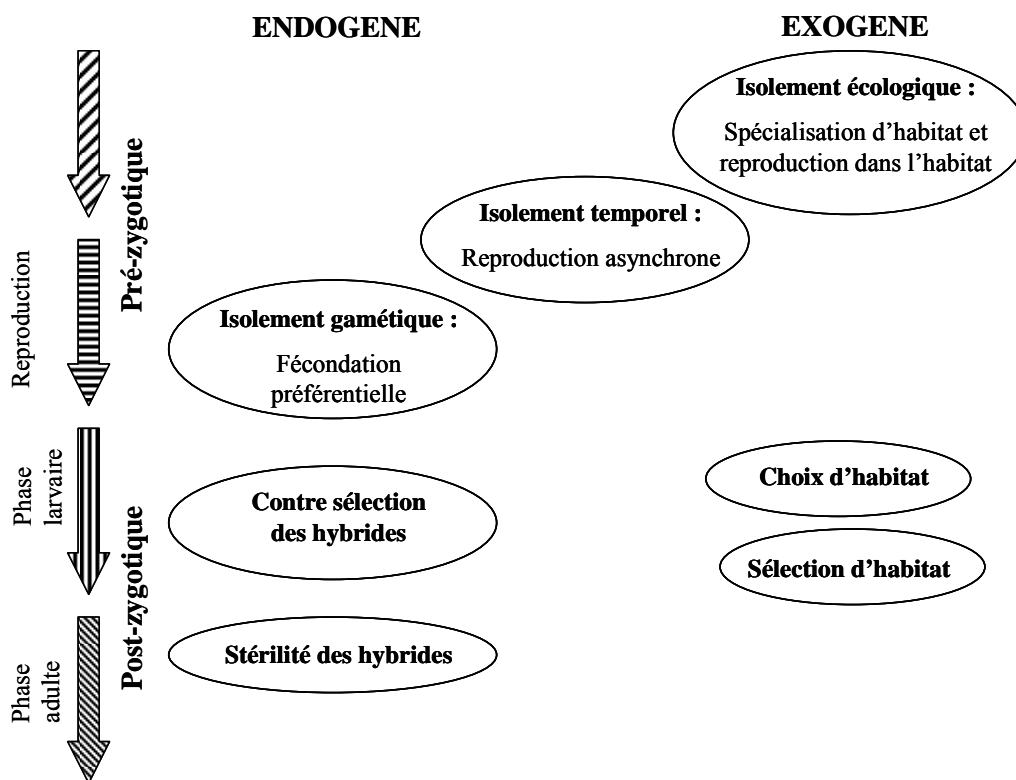 ENDOGENE
EXOGENE
Isolement écologique :
Spécialisation d’habitat et
reproduction dans l’habitat
Isolement temporel :
Reproduction asynchrone
Pré-zygotique
Reproduction
Isolement gamétique :
Fécondation
préférentielle
Phase
larvaire
Contre sélection
des hybrides
Choix d’habitat
Sélection d’habitat
Post-zygotique
Stérilité des hybrides
Phase
adulte